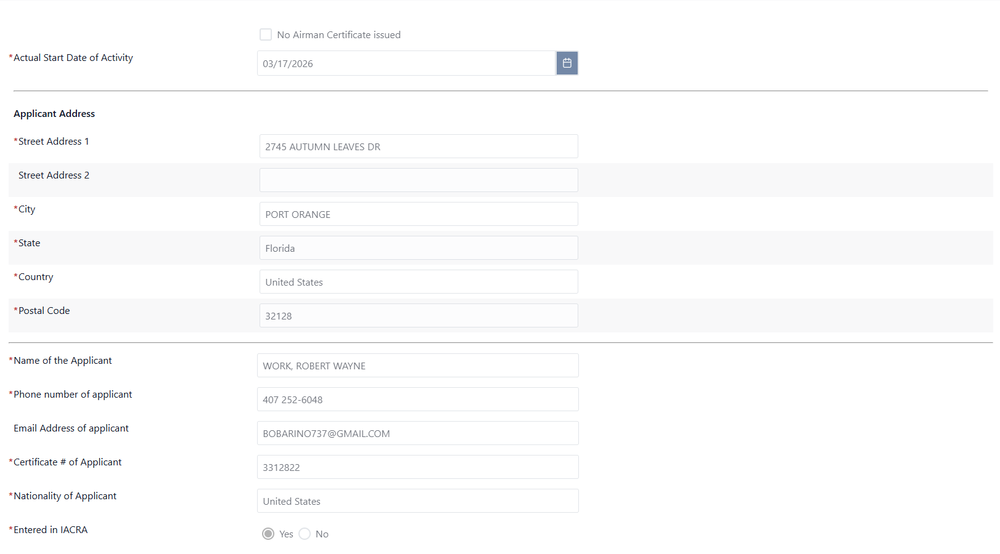 No Airman Certificate issued
*Actual Start Date of Activity
03/17/2026
Applicant Address
*Street Address 1
2745 AUTUMN LEAVES DR
Street Address 2
*City
PORT ORANGE
*State
Florida
*Country
United States
*Postal Code
32128
*Name of the Applicant
WORK, ROBERT WAYNE
*Phone number of applicant
407 252-6048
Email Address of applicant
BOBARINO737@GMAIL.COM
*Certificate # of Applicant
3312822
*Nationality of Applicant
United States
*Entered in IACRA
Yes No